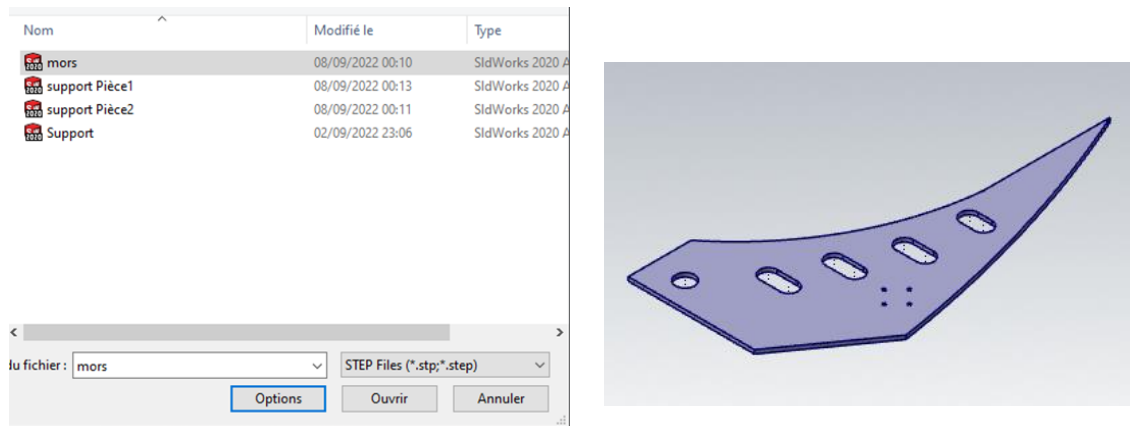 Nom Modifié le Type
mors 08/09/2022 00:10 SldWorks 2020 A
support Pièce1 08/09/2022 00:13 SldWorks 2020 A
support Pièce2 08/09/2022 00:11 SldWorks 2020 A
Support 02/09/2022 23:06 SldWorks 2020 A
du fichier : mors STEP Files (*.stp;*.step)
Options Ouvrir Annuler